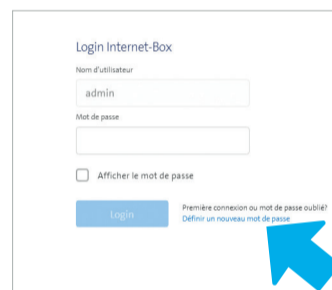 Login Internet-Box
Nom d'utilisateur
admin
Mot de passe
Afficher le mot de passe
Login
Première connexion ou mot de passe oublié?
Définir un nouveau mot de passe